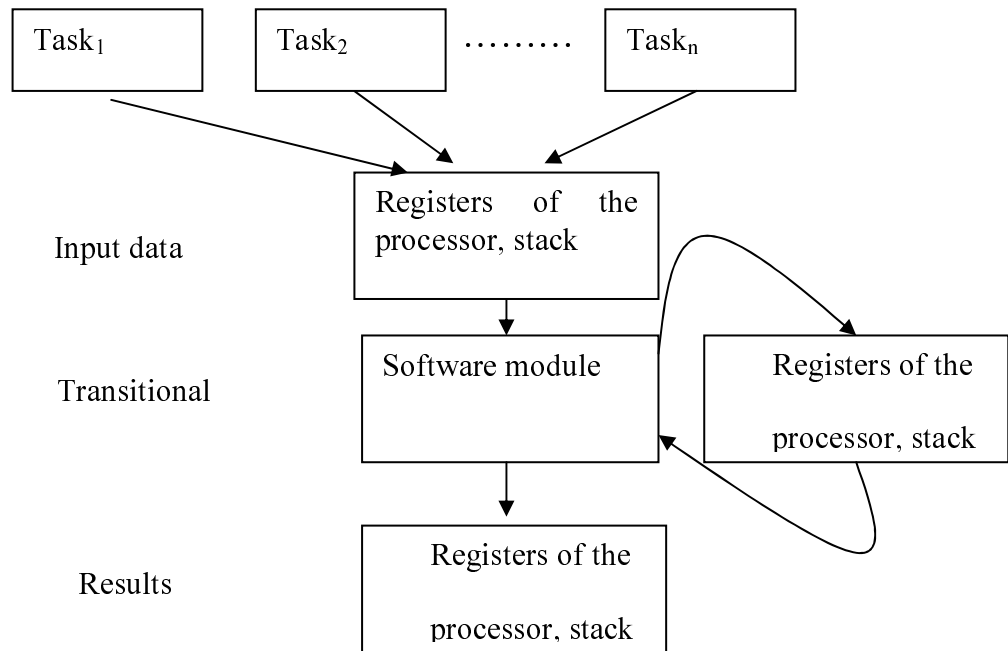 Task₁
Task₂
.........
Taskₙ
Registers of the
processor, stack
Input data
Software module
Registers of the
processor, stack
Transitional
Registers of the
processor, stack
Results